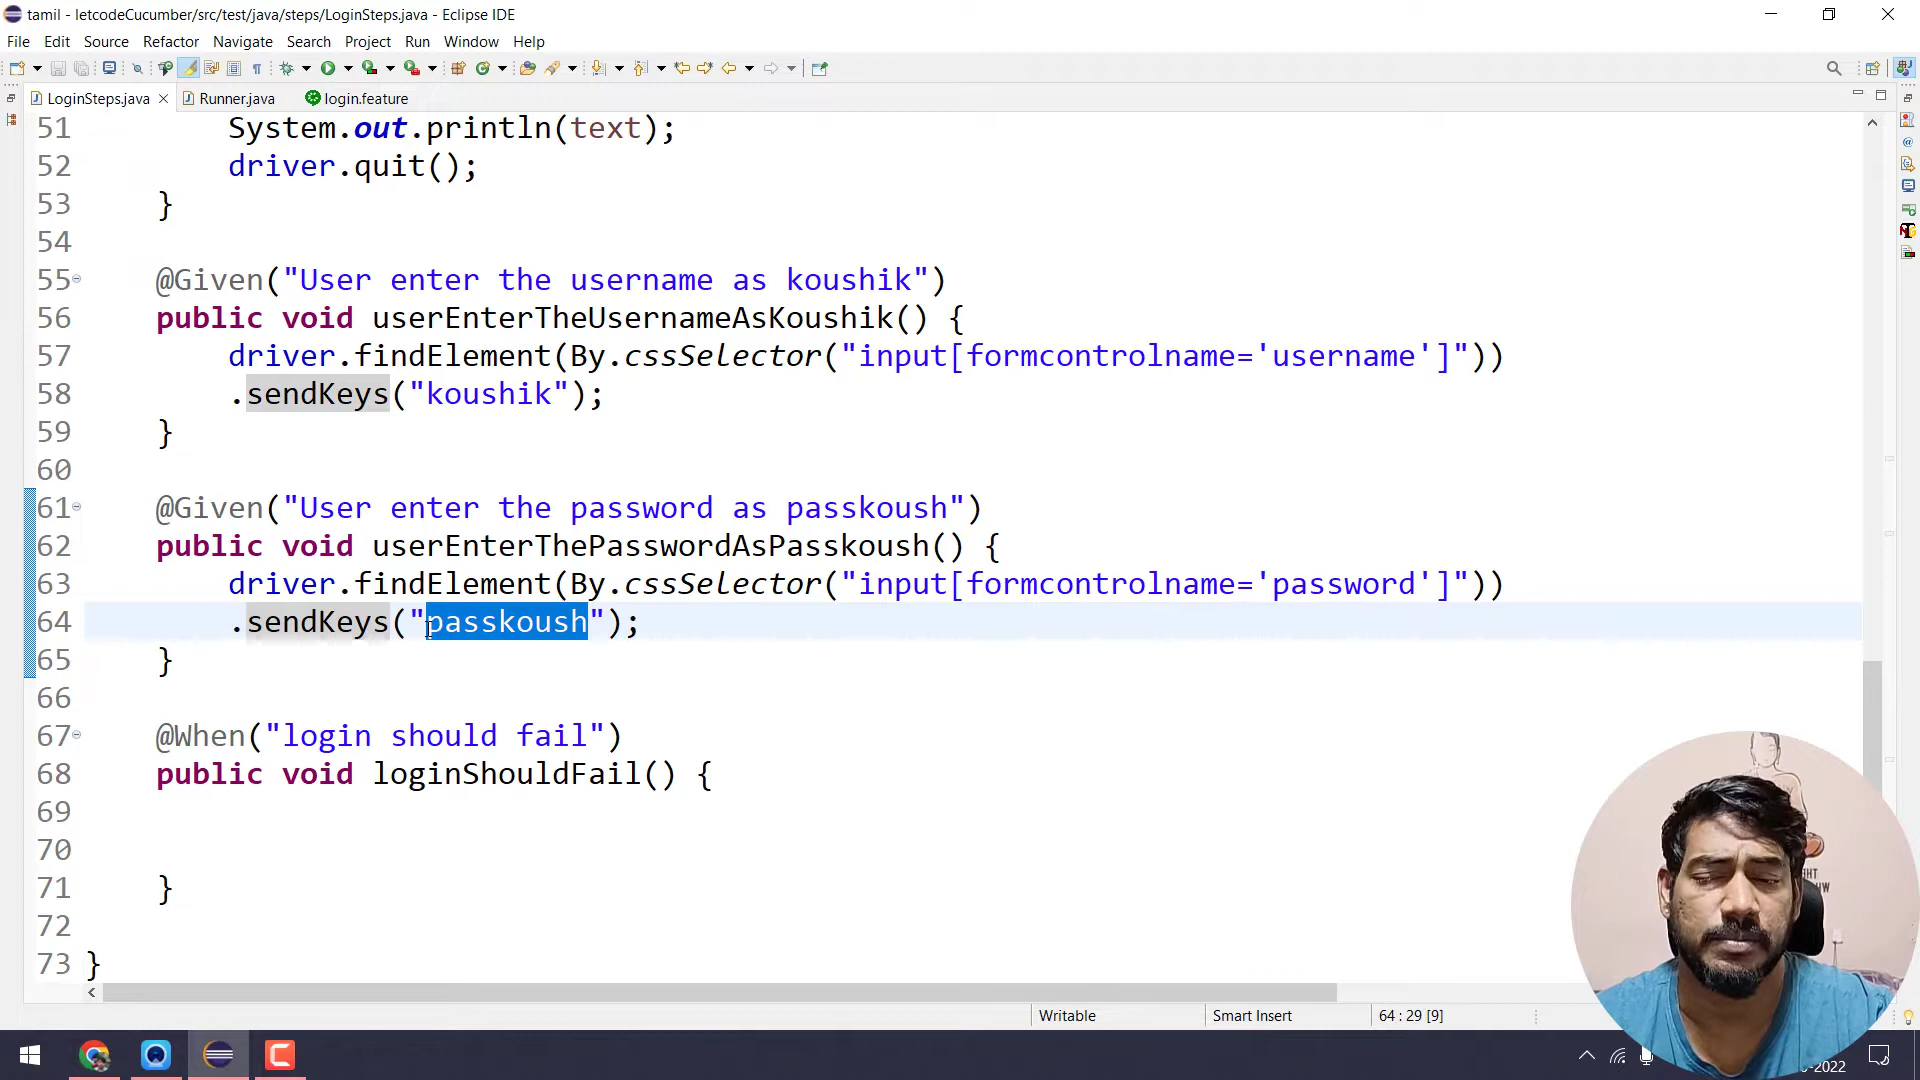 tamil - letcodeCucumber/src/test/java/steps/LoginSteps.java - Eclipse IDE
File Edit Source Refactor Navigate Search Project Run Window Help
LoginSteps.java Runner.java login.feature
51 System.out.println(text);
52 driver.quit();
53 }
54
55 @Given("User enter the username as koushik")
56 public void userEnterTheUsernameAsKoushik() {
57 driver.findElement(By.cssSelector("input[formcontrolname='username']"))
58 .sendKeys("koushik");
59 }
60
61 @Given("User enter the password as passkoush")
62 public void userEnterThePasswordAsPasskoush() {
63 driver.findElement(By.cssSelector("input[formcontrolname='password']"))
64 .sendKeys("passkoush");
65 }
66
67 @When("login should fail")
68 public void loginShouldFail() {
69
70
71 }
72
73 }
Writable Smart Insert 64 : 29 [9]
-2022